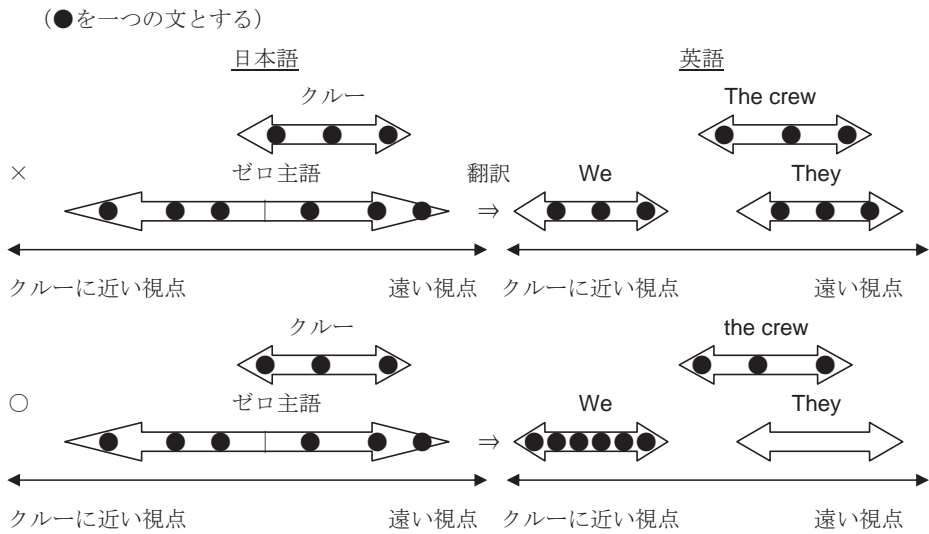 （●を一つの文とする）
日本語 英語
クルー The crew
× ゼロ主語 翻訳 We They
⇒
クルーに近い視点 遠い視点 クルーに近い視点 遠い視点
クルー the crew
○ ゼロ主語 We They
⇒
クルーに近い視点 遠い視点 クルーに近い視点 遠い視点